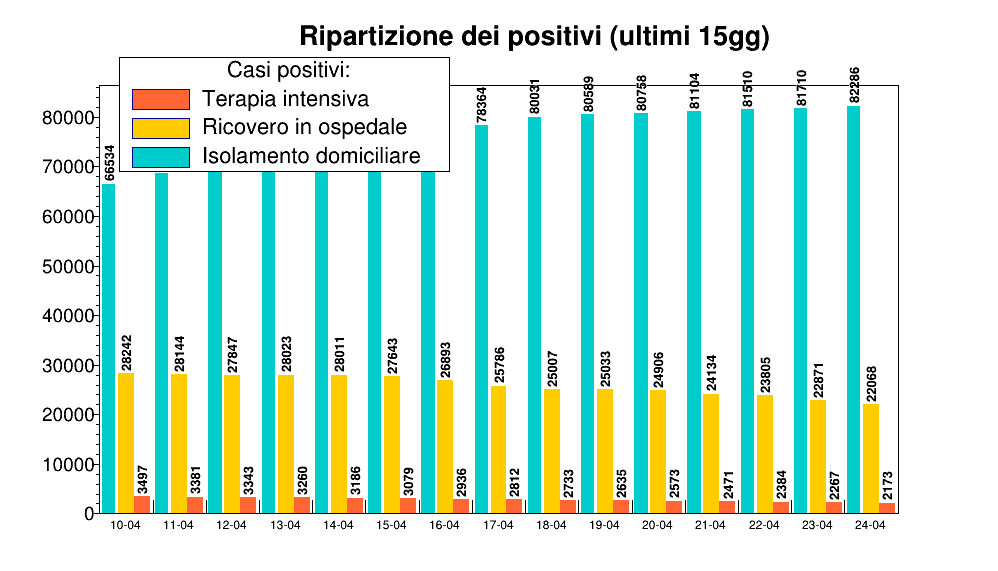 Ripartizione dei positivi (ultimi 15gg)
Casi positivi:
Terapia intensiva
Ricovero in ospedale
Isolamento domiciliare
80000
70000
60000
50000
40000
30000
20000
10000
0
66534 78364 80031 80589 80758 81104 81510 81710 82286
28242 28144 27847 28023 28011 27643 26893 25786 25007 25033 24906 24134 23805 22871 22068
3497 3381 3343 3260 3186 3079 2936 2812 2733 2635 2573 2471 2384 2267 2173
10-04 11-04 12-04 13-04 14-04 15-04 16-04 17-04 18-04 19-04 20-04 21-04 22-04 23-04 24-04